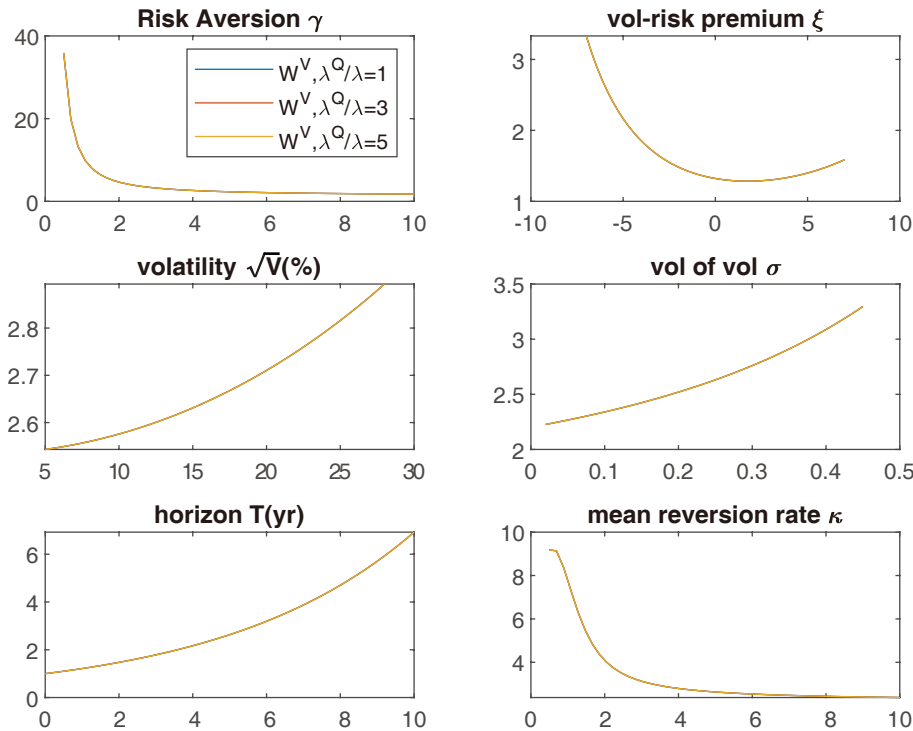 Risk Aversion γ
40
20
0
0 2 4 6 8 10
W^V,λ^Q/λ=1
W^V,λ^Q/λ=3
W^V,λ^Q/λ=5
vol-risk premium ξ
3
2
1
-10 -5 0 5 10
volatility √V(%)
2.8
2.7
2.6
5 10 15 20 25 30
vol of vol σ
3.5
3
2.5
2
0 0.1 0.2 0.3 0.4 0.5
horizon T(yr)
6
4
2
0
0 2 4 6 8 10
mean reversion rate κ
10
8
6
4
0 2 4 6 8 10